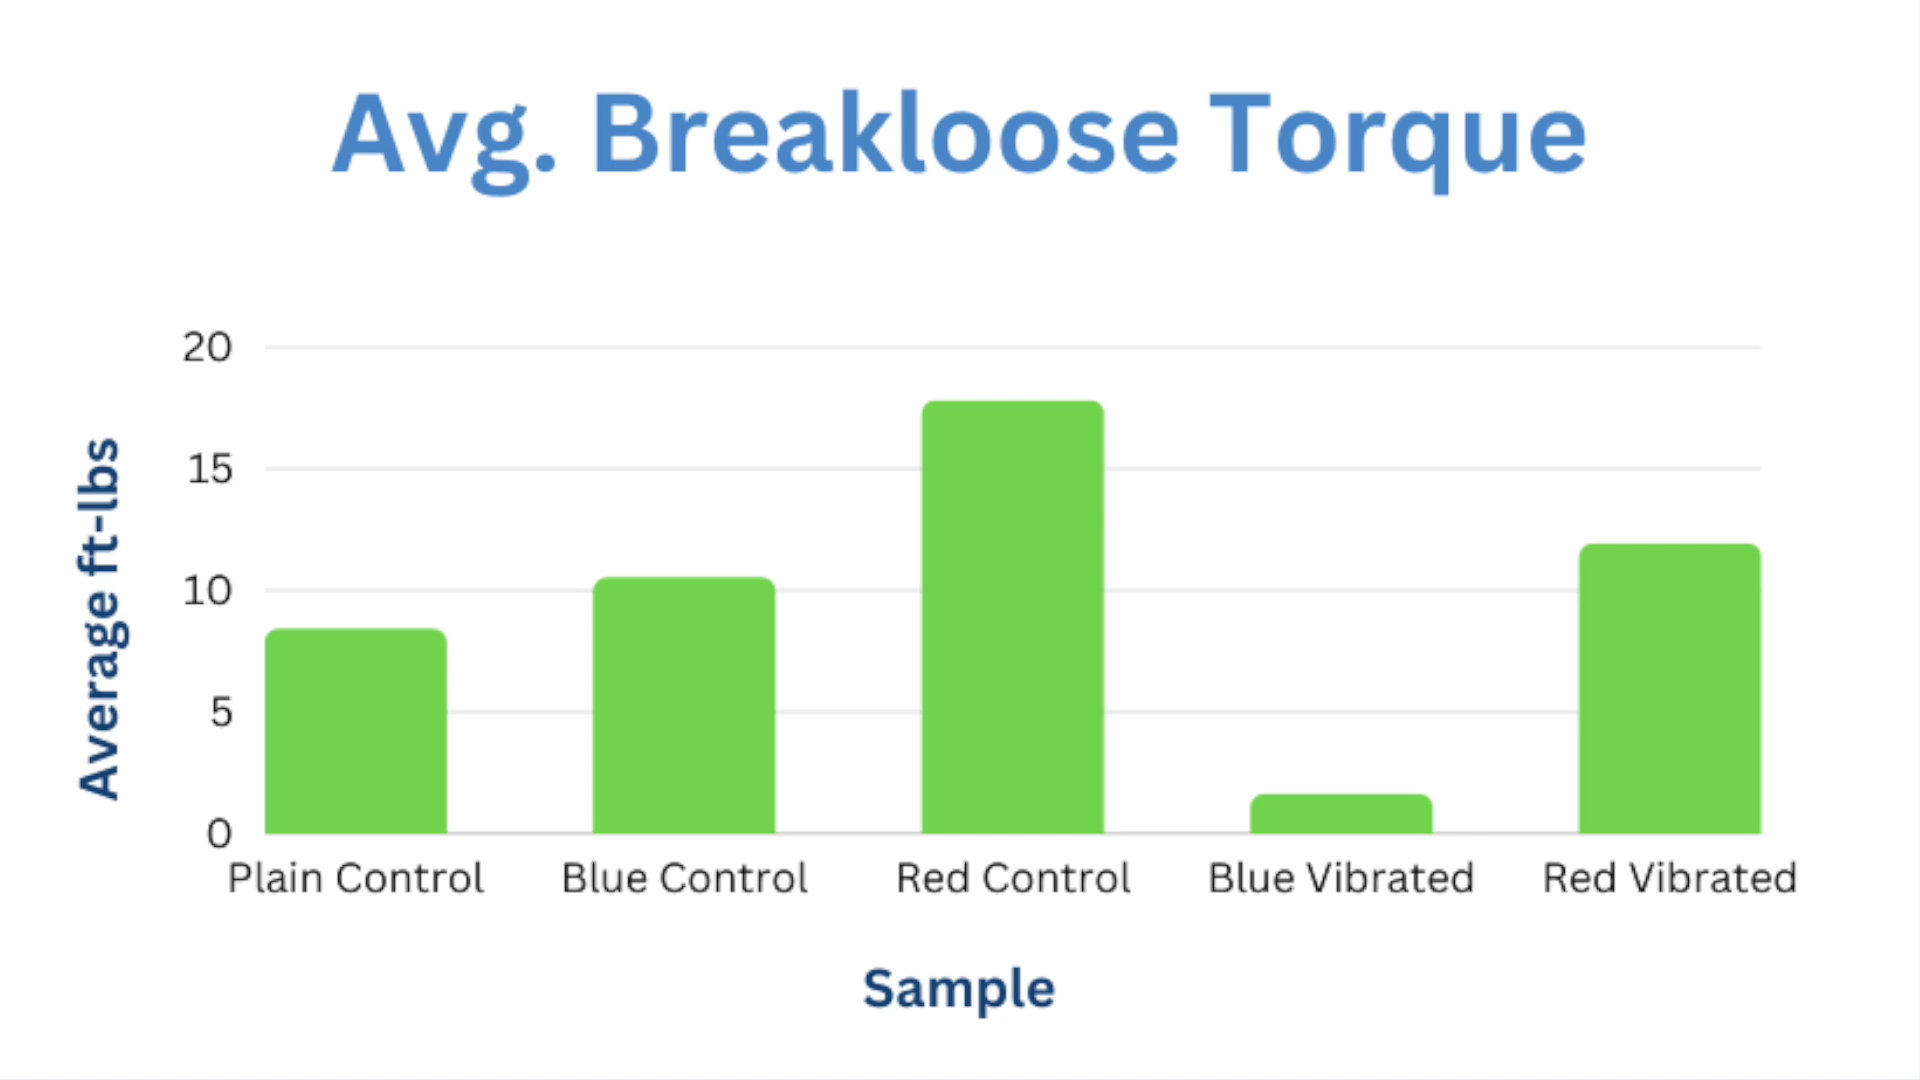 Avg. Breakloose Torque
Average ft-lbs
20
15
10
5
0
Plain Control
Blue Control
Red Control
Blue Vibrated
Red Vibrated
Sample